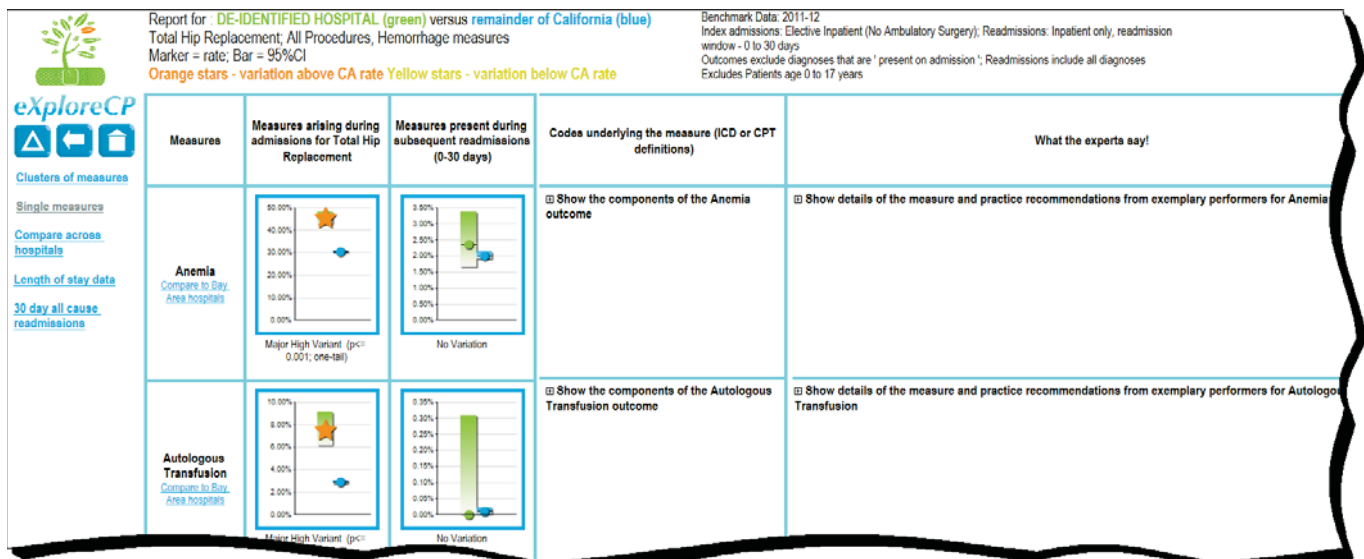 Report for : DE-IDENTIFIED HOSPITAL (green) versus remainder of California (blue)
Total Hip Replacement; All Procedures, Hemorrhage measures
Marker = rate; Bar = 95%CI
Orange stars - variation above CA rate Yellow stars - variation below CA rate
Benchmark Data: 2011-12
Index admissions: Elective Inpatient (No Ambulatory Surgery); Readmissions: Inpatient only, readmission
window - 0 to 30 days
Outcomes exclude diagnoses that are ' present on admission '; Readmissions include all diagnoses
Excludes Patients age 0 to 17 years
eXploreCP
Clusters of measures
Single measures
Compare across
hospitals
Length of stay data
30 day all cause
readmissions
Measures
Measures arising during
admissions for Total Hip
Replacement
Measures present during
subsequent readmissions
(0-30 days)
Codes underlying the measure (ICD or CPT
definitions)
What the experts say!
Anemia
Compare to Bay
Area hospitals
50.00%
40.00%
30.00%
20.00%
10.00%
0.00%
Major High Variant (p<=
0.001; one-tail)
3.50%
3.00%
2.50%
2.00%
1.50%
1.00%
0.50%
0.00%
No Variation
Show the components of the Anemia
outcome
Show details of the measure and practice recommendations from exemplary performers for Anemia
Autologous
Transfusion
Compare to Bay
Area hospitals
10.00%
8.00%
6.00%
4.00%
2.00%
0.00%
Major High Variant (p<=
0.35%
0.30%
0.25%
0.20%
0.15%
0.10%
0.05%
0.00%
No Variation
Show the components of the Autologous
Transfusion outcome
Show details of the measure and practice recommendations from exemplary performers for Autologou
Transfusion